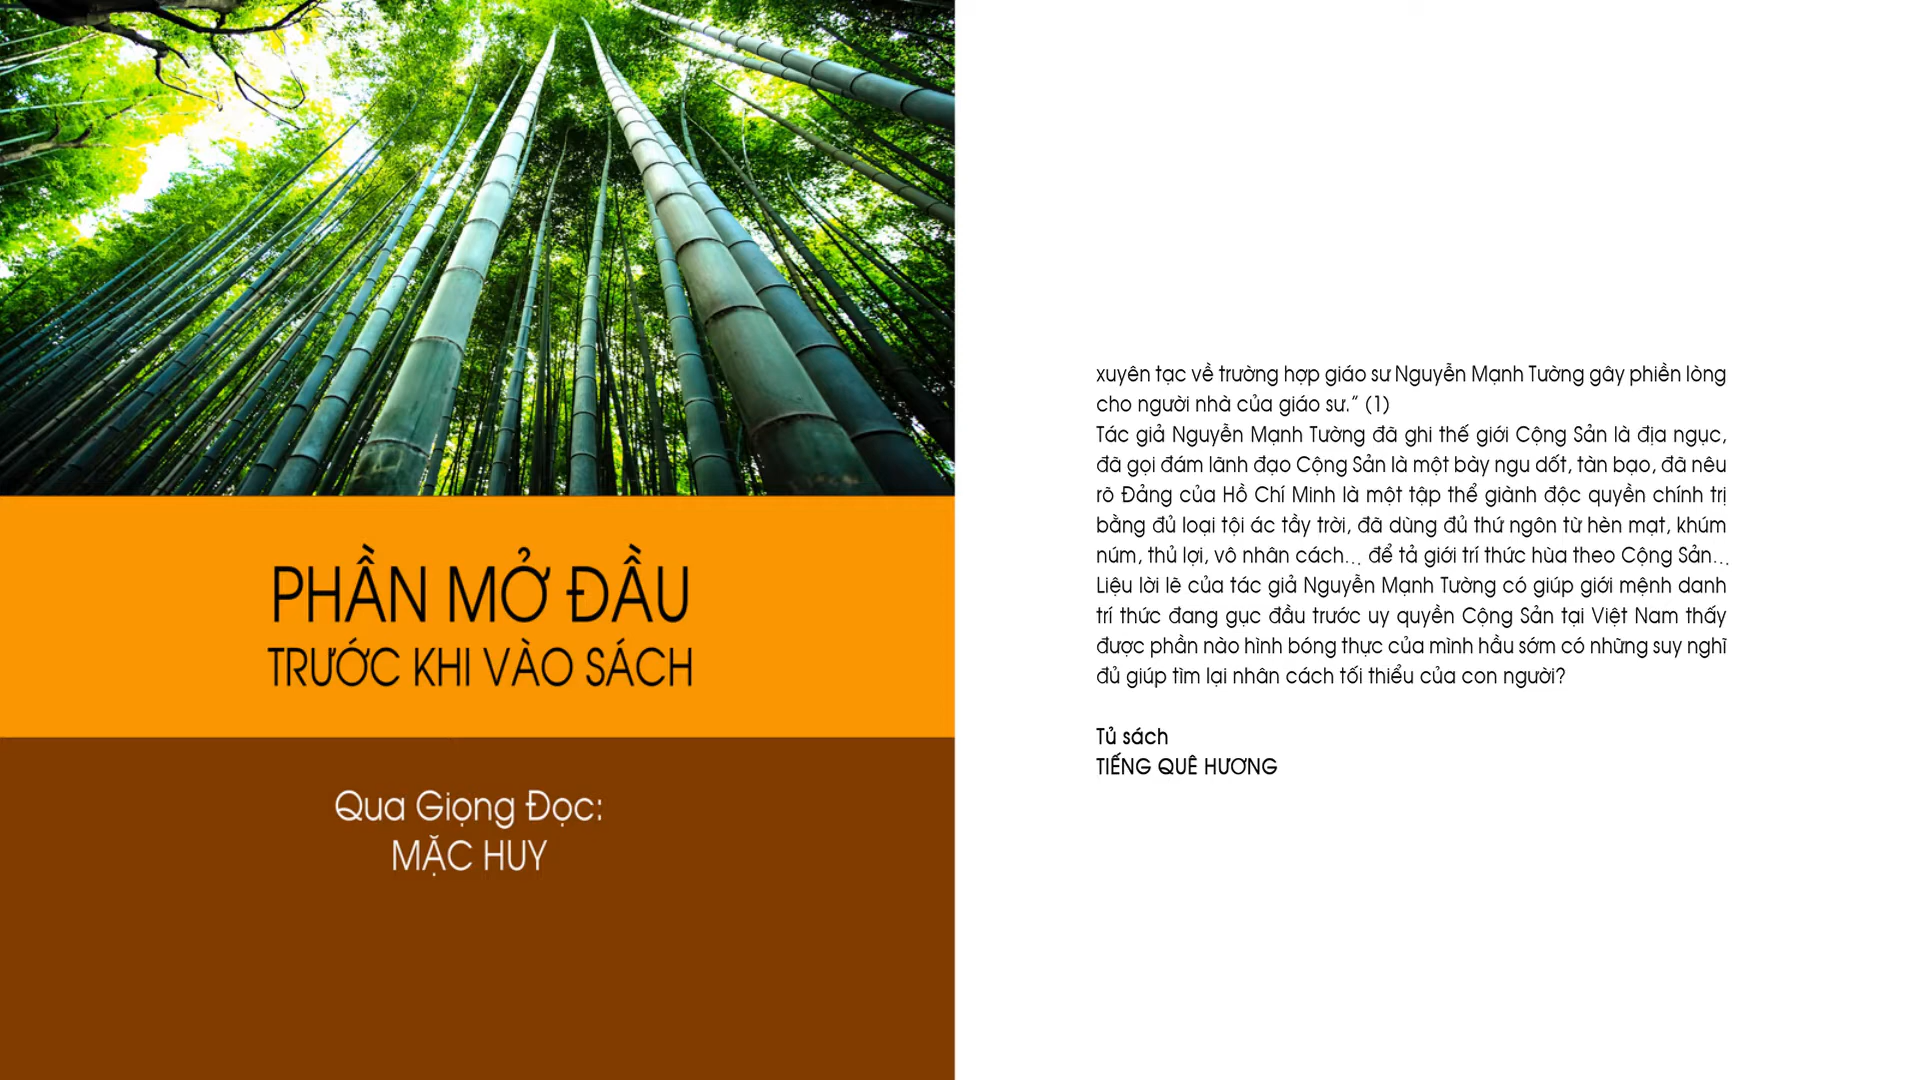 PHẦN MỞ ĐẦU
TRƯỚC KHI VÀO SÁCH
Qua Giọng Đọc:
MẶC HUY
xuyên tạc về trường hợp giáo sư Nguyễn Mạnh Tường gây phiền lòng
cho người nhà của giáo sư.” (1)
Tác giả Nguyễn Mạnh Tường đã ghi thế giới Cộng Sản là địa ngục,
đã gọi đám lãnh đạo Cộng Sản là một bày ngu dốt, tàn bạo, đã nêu
rõ Đảng của Hồ Chí Minh là một tập thể giành độc quyền chính trị
bằng đủ loại tội ác tầy trời, đã dùng đủ thứ ngôn từ hèn mạt, khúm
núm, thủ lợi, vô nhân cách… để tả giới trí thức hùa theo Cộng Sản…
Liệu lời lẽ của tác giả Nguyễn Mạnh Tường có giúp giới mệnh danh
trí thức đang gục đầu trước uy quyền Cộng Sản tại Việt Nam thấy
được phần nào hình bóng thực của mình hầu sớm có những suy nghĩ
đủ giúp tìm lại nhân cách tối thiểu của con người?
Tủ sách
TIẾNG QUÊ HƯƠNG